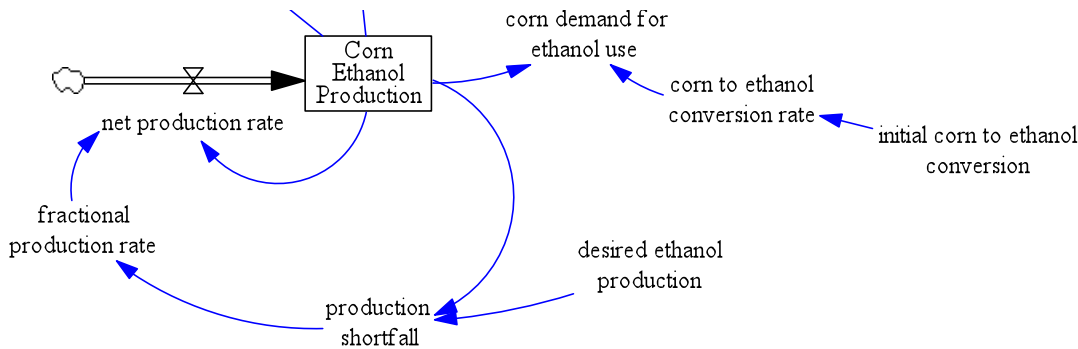 corn demand for
ethanol use
Corn
Ethanol
Production
corn to ethanol
conversion rate
net production rate
initial corn to ethanol
conversion
fractional
production rate
desired ethanol
production
production
shortfall